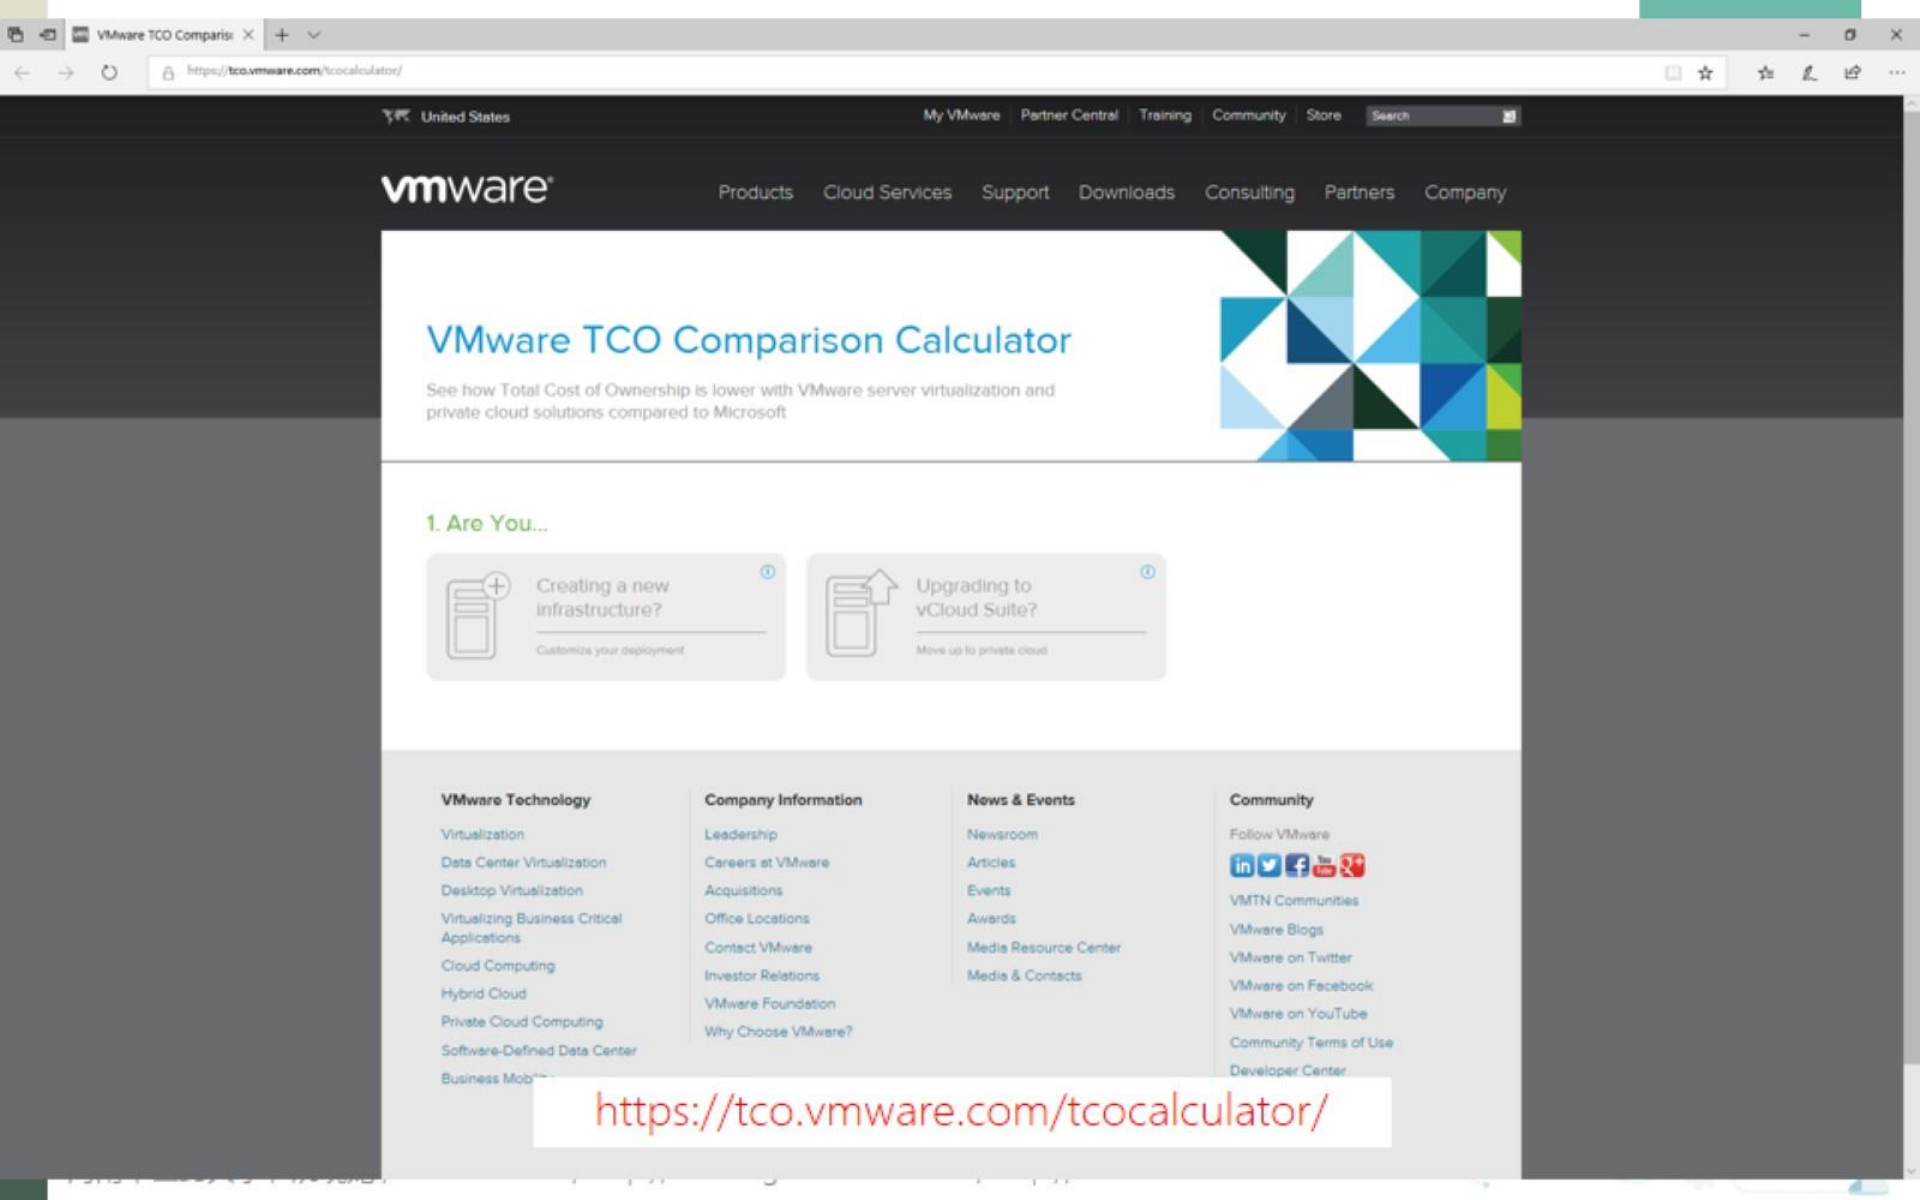 VMware TCO Comparis
https://tco.vmware.com/tcocalculator/
United States
My VMware Partner Central Training Community Store Search
vmware
Products Cloud Services Support Downloads Consulting Partners Company
VMware TCO Comparison Calculator
See how Total Cost of Ownership is lower with VMware server virtualization and
private cloud solutions compared to Microsoft
1. Are You...
Creating a new
infrastructure?
Customize your deployment
Upgrading to
vCloud Suite?
Move up to private cloud
VMware Technology
Virtualization
Data Center Virtualization
Desktop Virtualization
Virtualizing Business Critical
Applications
Cloud Computing
Hybrid Cloud
Private Cloud Computing
Software-Defined Data Center
Business
Company Information
Leadership
Careers at VMware
Acquisitions
Office Locations
Contact VMware
Investor Relations
VMware Foundation
Why Choose VMware?
News & Events
Newsroom
Articles
Events
Awards
Media Resource Center
Media & Contacts
Community
Follow VMware
in You Tube
VMTN Communities
VMware Blogs
VMware on Twitter
VMware on Facebook
VMware on YouTube
Community Terms of Use
Developer Center
https://tco.vmware.com/tcocalculator/